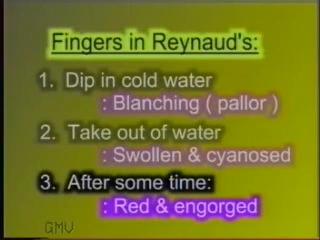 Fingers in Reynaud's:
1. Dip in cold water
: Blanching ( pallor )
2. Take out of water
: Swollen & cyanosed
3. After some time:
: Red & engorged
GMV